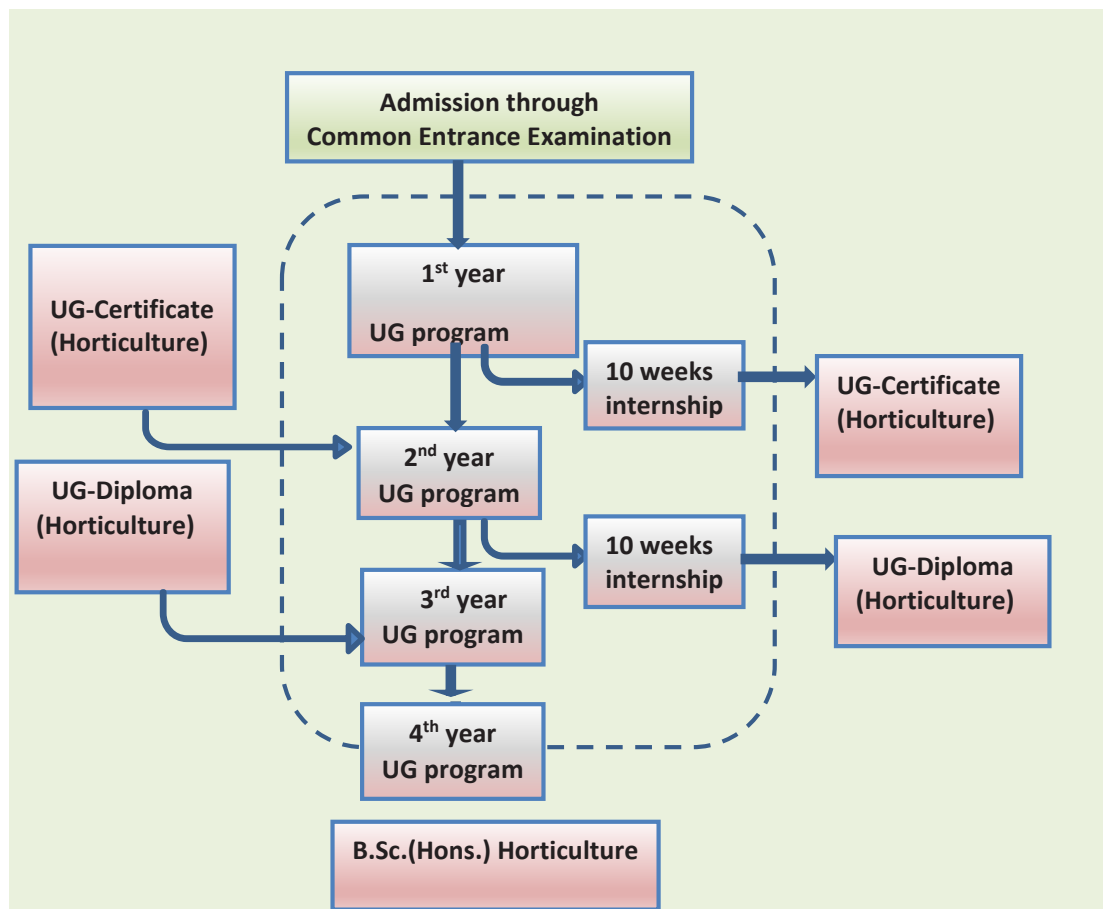 Admission through
Common Entrance Examination
1st year
UG program
UG-Certificate
(Horticulture)
10 weeks
internship
UG-Certificate
(Horticulture)
2nd year
UG program
UG-Diploma
(Horticulture)
10 weeks
internship
UG-Diploma
(Horticulture)
3rd year
UG program
4th year
UG program
B.Sc.(Hons.) Horticulture